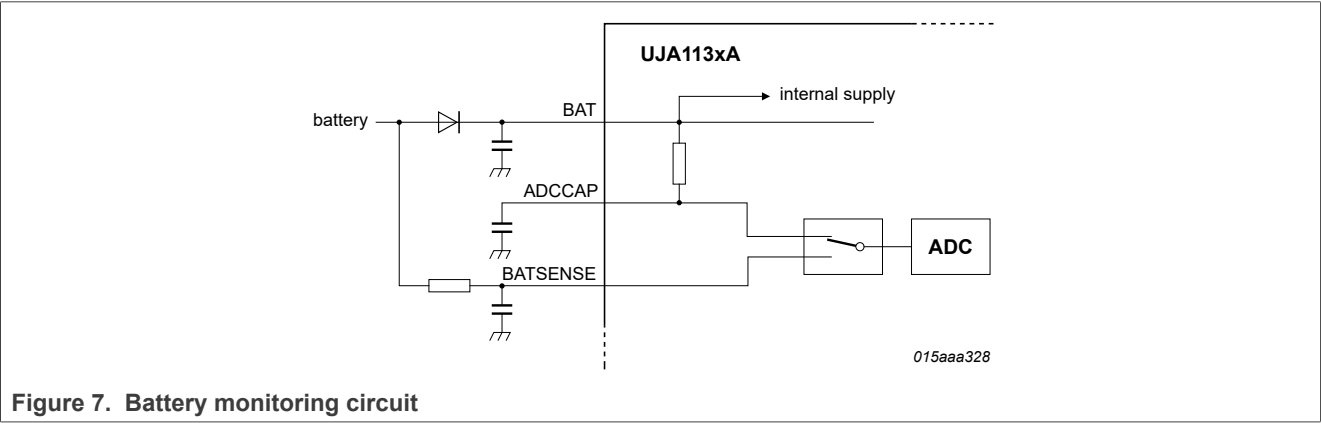 UJA113xA
internal supply
BAT
battery
ADCCAP
ADC
BATSENSE
015aaa328
Figure 7. Battery monitoring circuit